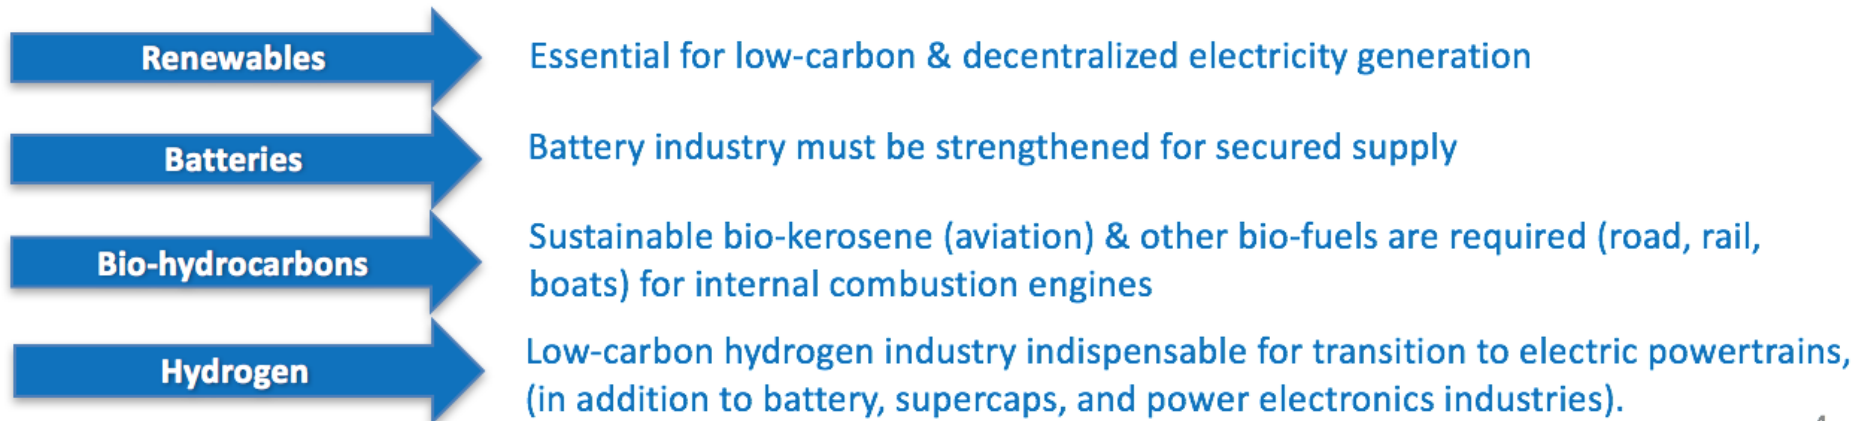 Renewables
Essential for low-carbon & decentralized electricity generation
Batteries
Battery industry must be strengthened for secured supply
Bio-hydrocarbons
Sustainable bio-kerosene (aviation) & other bio-fuels are required (road, rail,
boats) for internal combustion engines
Hydrogen
Low-carbon hydrogen industry indispensable for transition to electric powertrains,
(in addition to battery, supercaps, and power electronics industries).